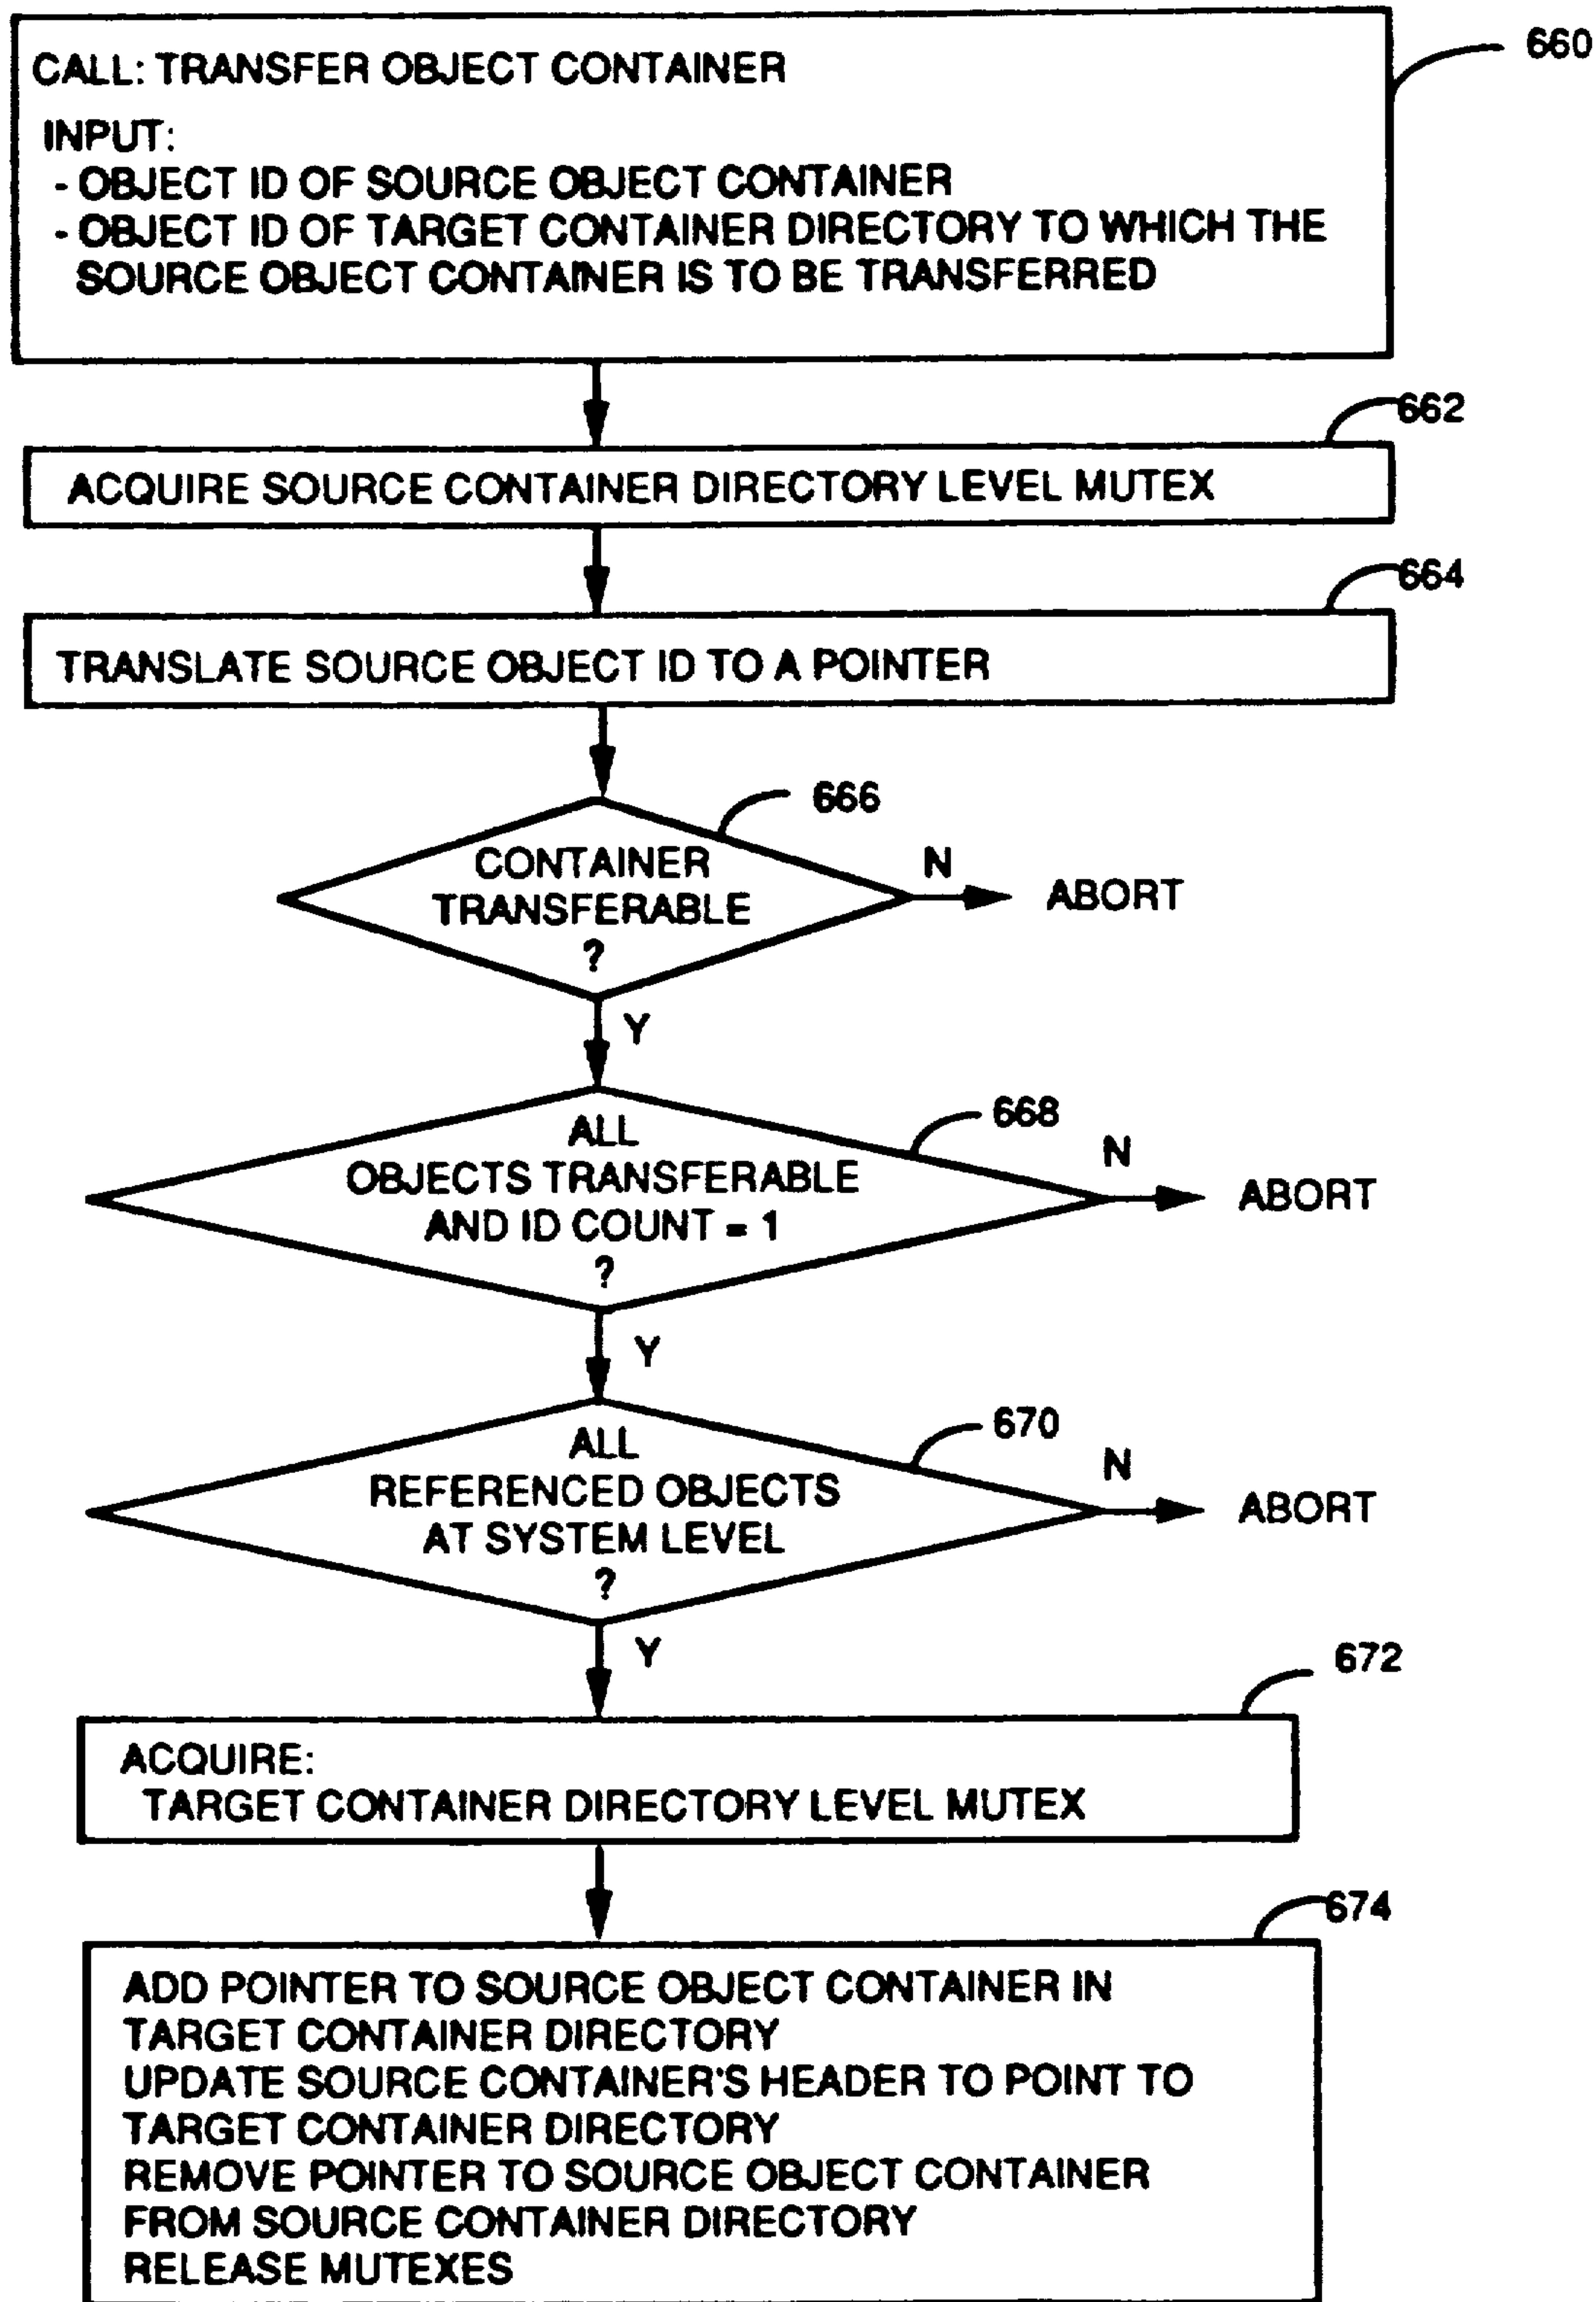 660
CALL: TRANSFER OBJECT CONTAINER
INPUT:
- OBJECT ID OF SOURCE OBJECT CONTAINER
- OBJECT ID OF TARGET CONTAINER DIRECTORY TO WHICH THE
SOURCE OBJECT CONTAINER IS TO BE TRANSFERRED
662
ACQUIRE SOURCE CONTAINER DIRECTORY LEVEL MUTEX
664
TRANSLATE SOURCE OBJECT ID TO A POINTER
666
CONTAINER
TRANSFERABLE
?
N
ABORT
Y
668
ALL
OBJECTS TRANSFERABLE
AND ID COUNT = 1
?
N
ABORT
Y
670
ALL
REFERENCED OBJECTS
AT SYSTEM LEVEL
?
N
ABORT
Y
672
ACQUIRE:
TARGET CONTAINER DIRECTORY LEVEL MUTEX
674
ADD POINTER TO SOURCE OBJECT CONTAINER IN
TARGET CONTAINER DIRECTORY
UPDATE SOURCE CONTAINER'S HEADER TO POINT TO
TARGET CONTAINER DIRECTORY
REMOVE POINTER TO SOURCE OBJECT CONTAINER
FROM SOURCE CONTAINER DIRECTORY
RELEASE MUTEXES